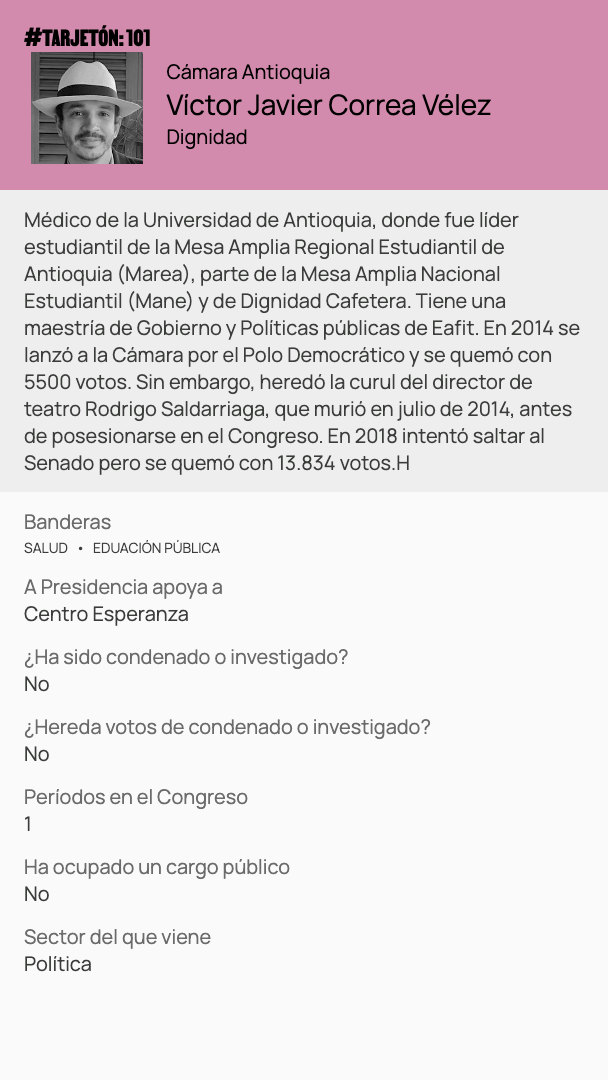 #TARJETÓN: 101
Cámara Antioquia
Víctor Javier Correa Vélez
Dignidad
Médico de la Universidad de Antioquia, donde fue líder
estudiantil de la Mesa Amplia Regional Estudiantil de
Antioquia (Marea), parte de la Mesa Amplia Nacional
Estudiantil (Mane) y de Dignidad Cafetera. Tiene una
maestría de Gobierno y Políticas públicas de Eafit. En 2014 se
lanzó a la Cámara por el Polo Democrático y se quemó con
5500 votos. Sin embargo, heredó la curul del director de
teatro Rodrigo Saldarriaga, que murió en julio de 2014, antes
de posesionarse en el Congreso. En 2018 intentó saltar al
Senado pero se quemó con 13.834 votos.H
Banderas
SALUD • EDUACIÓN PÚBLICA
A Presidencia apoya a
Centro Esperanza
¿Ha sido condenado o investigado?
No
¿Hereda votos de condenado o investigado?
No
Períodos en el Congreso
1
Ha ocupado un cargo público
No
Sector del que viene
Política